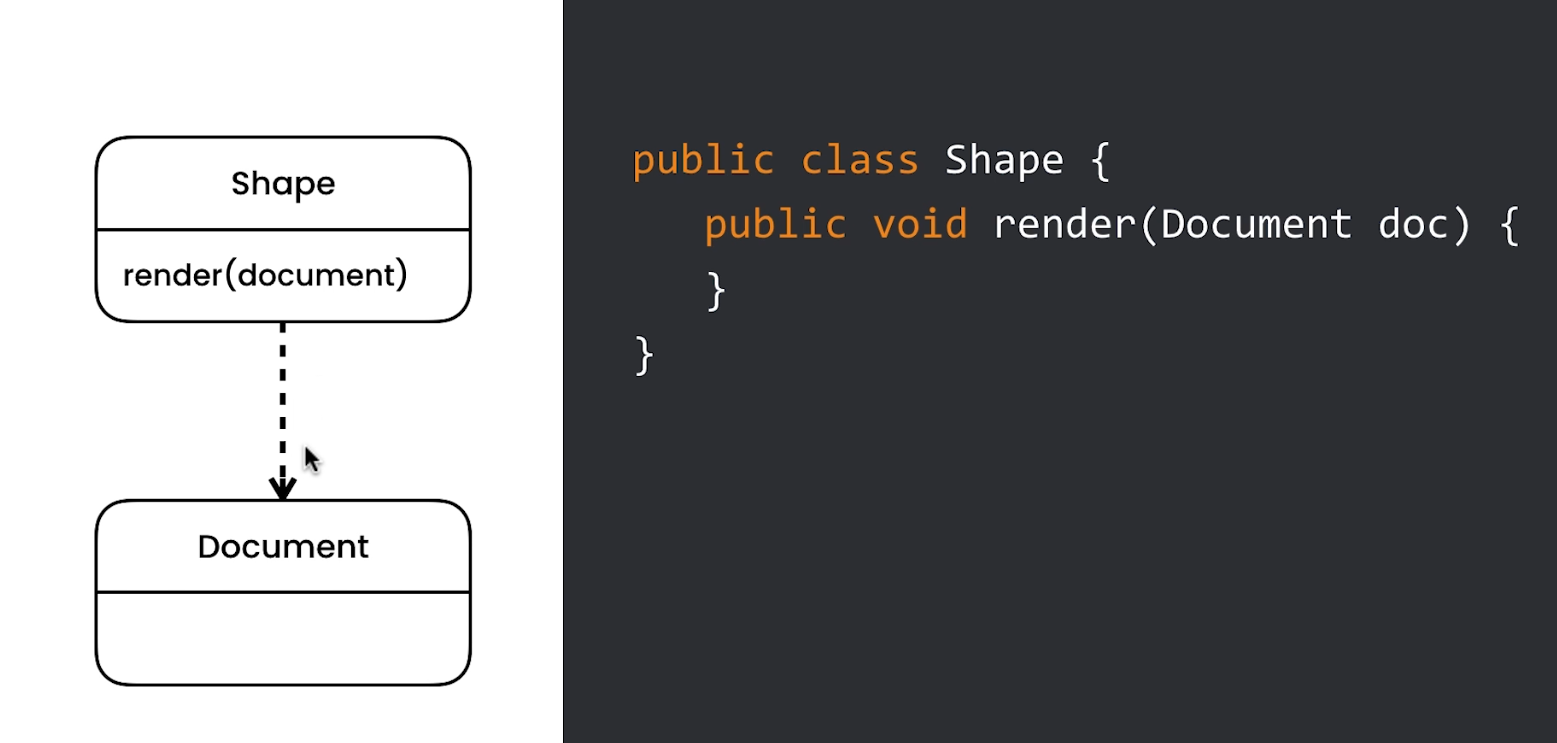 Shape
render(document)
Document
public class Shape {
public void render(Document doc) {
}
}